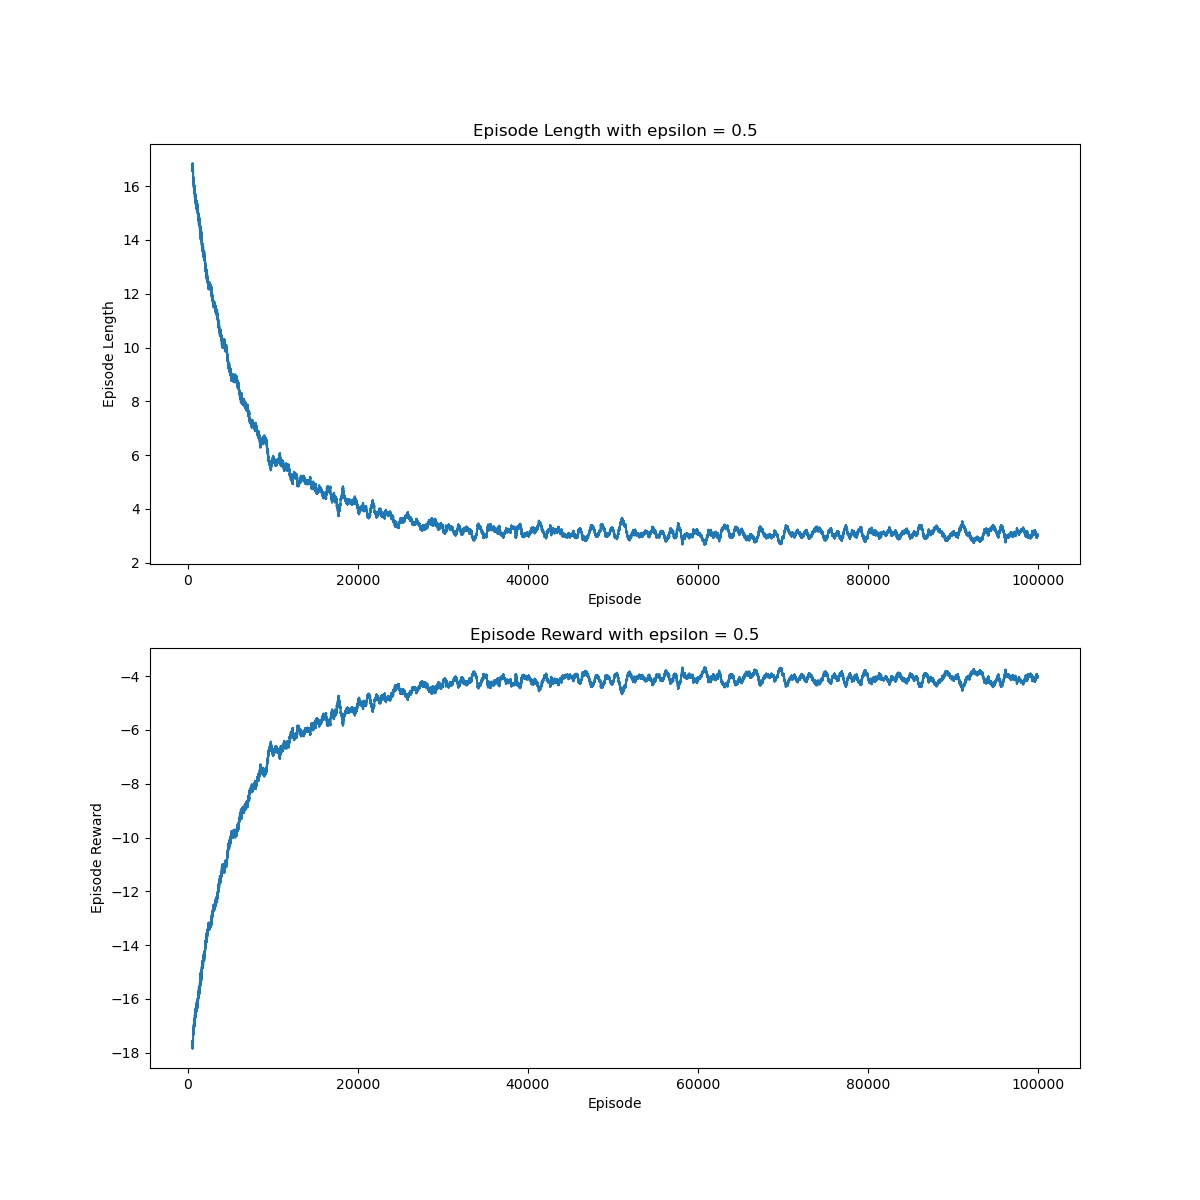 Episode Length with epsilon = 0.5
16
14
12
10
8
6
4
2
Episode Length
0 20000 40000 60000 80000 100000
Episode
Episode Reward with epsilon = 0.5
−4
−6
−8
−10
−12
−14
−16
−18
Episode Reward
0 20000 40000 60000 80000 100000
Episode